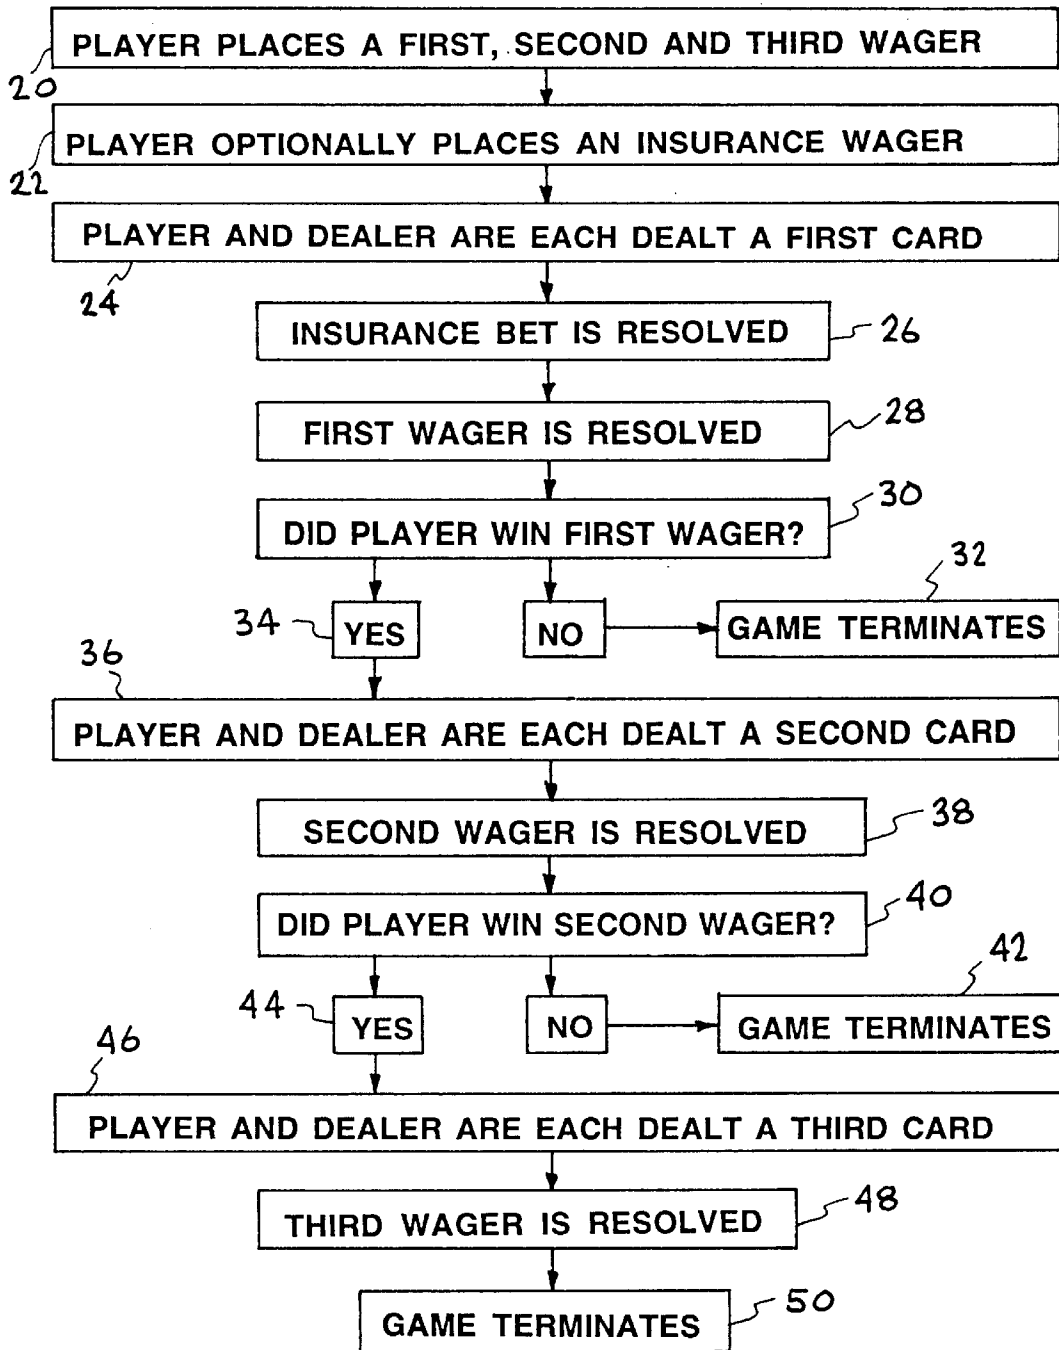 PLAYER PLACES A FIRST, SECOND AND THIRD WAGER
20
PLAYER OPTIONALLY PLACES AN INSURANCE WAGER
22
PLAYER AND DEALER ARE EACH DEALT A FIRST CARD
24
INSURANCE BET IS RESOLVED
26
FIRST WAGER IS RESOLVED
28
DID PLAYER WIN FIRST WAGER?
30
34
YES
NO
GAME TERMINATES
32
36
PLAYER AND DEALER ARE EACH DEALT A SECOND CARD
SECOND WAGER IS RESOLVED
38
DID PLAYER WIN SECOND WAGER?
40
44
YES
NO
GAME TERMINATES
42
46
PLAYER AND DEALER ARE EACH DEALT A THIRD CARD
THIRD WAGER IS RESOLVED
48
GAME TERMINATES
50